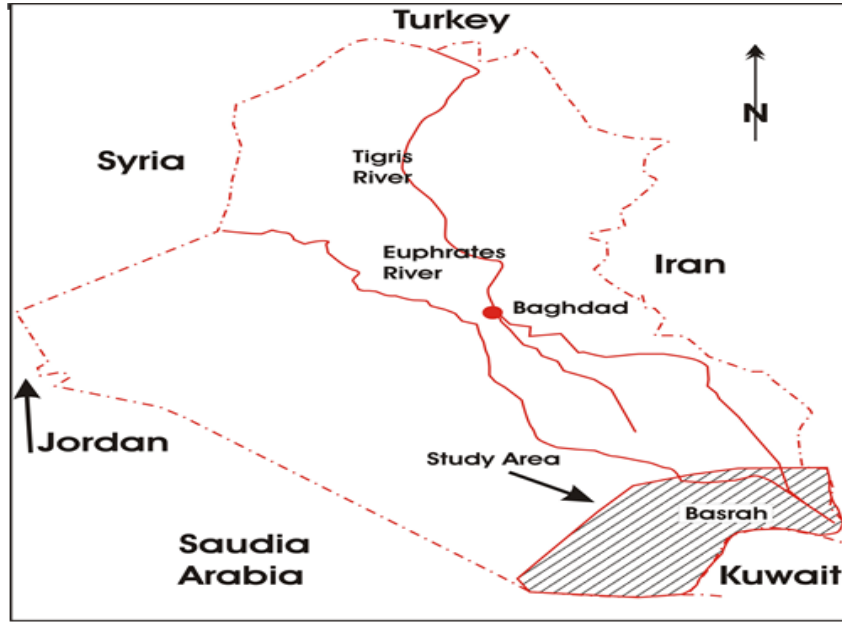 Turkey
N
Syria
Tigris
River
Euphrates
River
Iran
Baghdad
Jordan
Study Area
Basrah
Saudia
Arabia
Kuwait